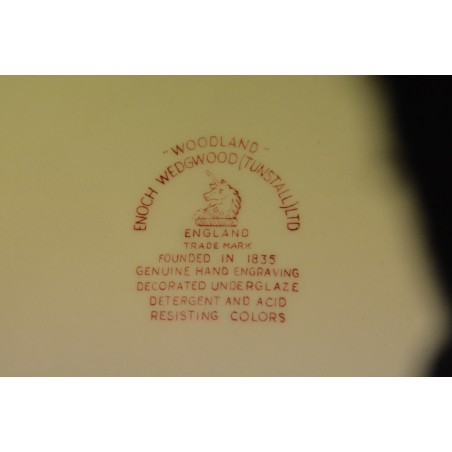 "WOODLAND"
ENOCH WEDGWOOD (TUNSTALL) LTD
ENGLAND
TRADE MARK
FOUNDED IN 1835
GENUINE HAND ENGRAVING
DECORATED UNDERGLAZE
DETERGENT AND ACID
RESISTING COLORS